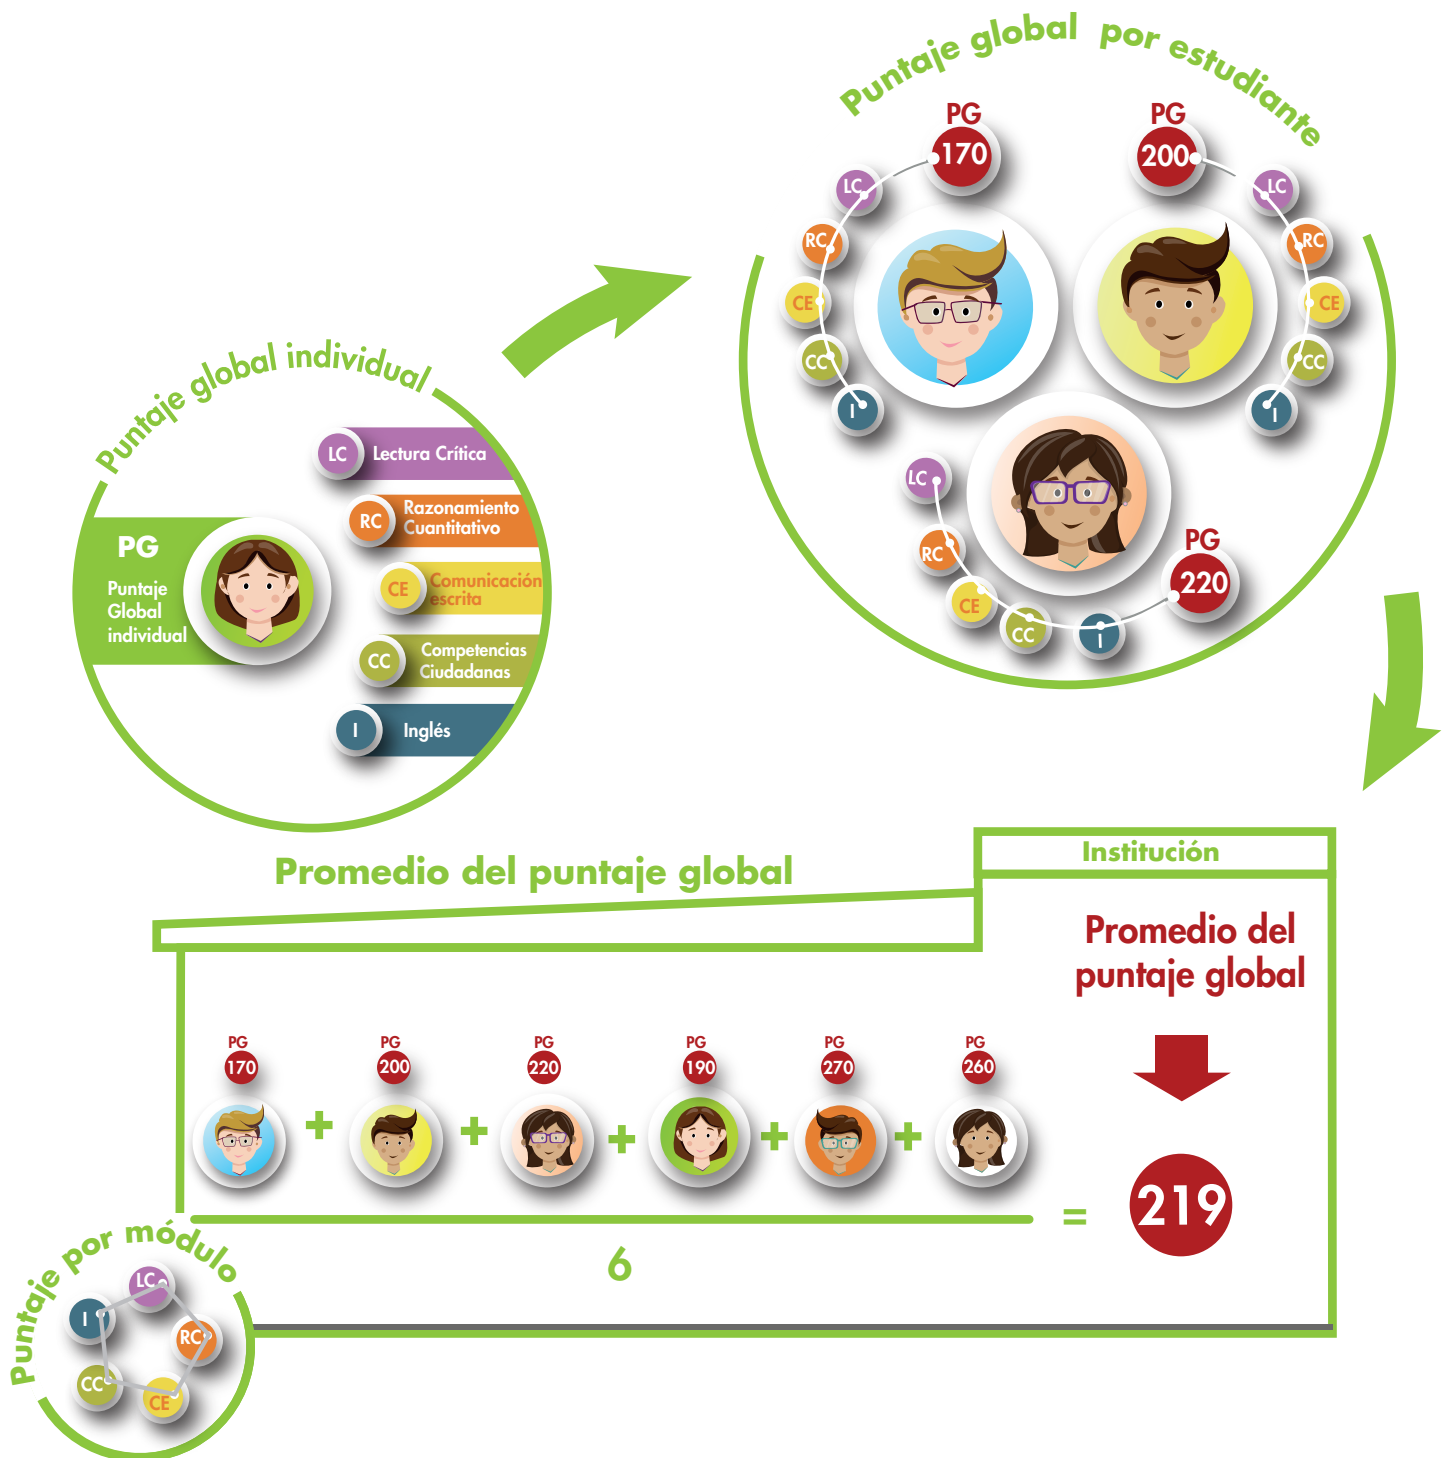 Puntaje global por estudiante
PG
170
LC
RC
CE
CC
I
PG
200
LC
RC
CE
CC
I
LC
RC
CE
CC
I
PG
220
Puntaje global individual
PG
Puntaje
Global
individual
LC
Lectura Crítica
RC
Razonamiento
Cuantitativo
CE
Comunicación
escrita
CC
Competencias
Ciudadanas
I
Inglés
Promedio del puntaje global
Institución
Promedio del
puntaje global
PG
170
+
PG
200
+
PG
220
+
PG
190
+
PG
270
+
PG
260
=
219
6
Puntaje por módulo
LC
I
RC
CC
CE